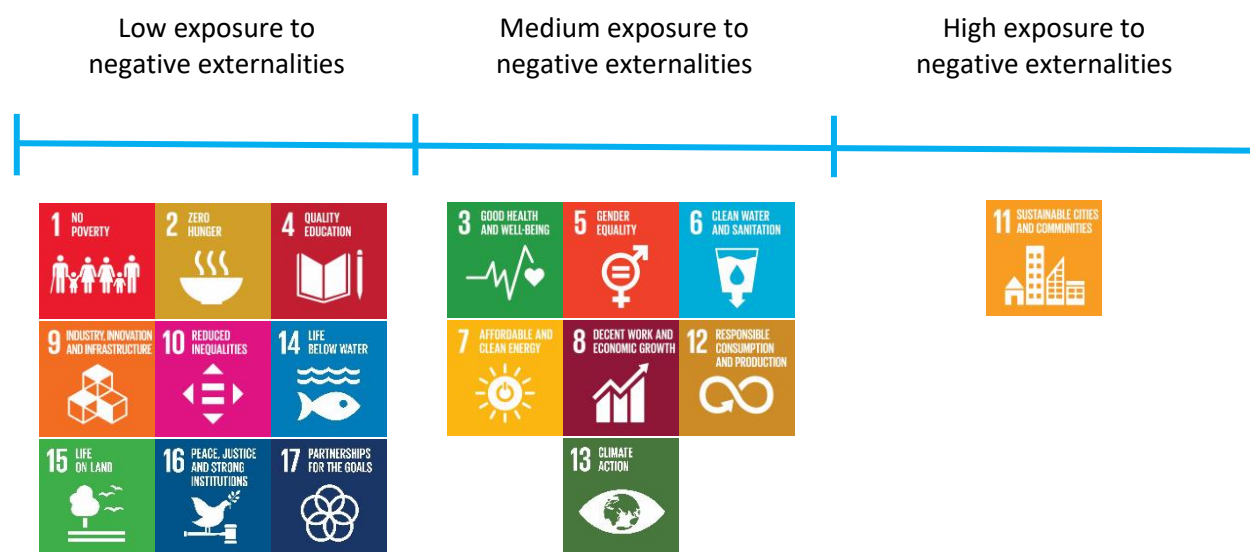 Low exposure to
negative externalities
Medium exposure to
negative externalities
High exposure to
negative externalities
1 NO
POVERTY
2 ZERO
HUNGER
4 QUALITY
EDUCATION
9 INDUSTRY, INNOVATION
AND INFRASTRUCTURE
10 REDUCED
INEQUALITIES
14 LIFE
BELOW WATER
15 LIFE
ON LAND
16 PEACE, JUSTICE
AND STRONG
INSTITUTIONS
17 PARTNERSHIPS
FOR THE GOALS
3 GOOD HEALTH
AND WELL-BEING
5 GENDER
EQUALITY
6 CLEAN WATER
AND SANITATION
7 AFFORDABLE AND
CLEAN ENERGY
8 DECENT WORK AND
ECONOMIC GROWTH
12 RESPONSIBLE
CONSUMPTION
AND PRODUCTION
13 CLIMATE
ACTION
11 SUSTAINABLE CITIES
AND COMMUNITIES